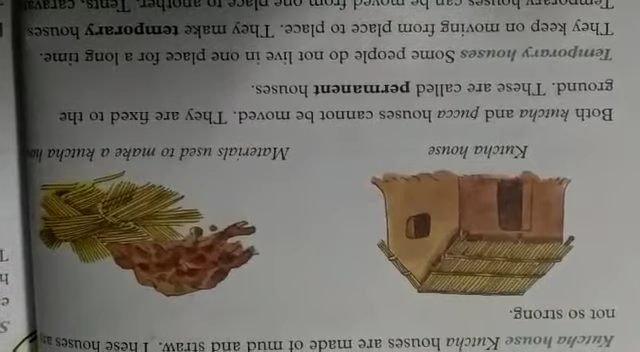 Kutcha house Kutcha houses are made of mud and straw. These houses are
not so strong.
Kutcha house
Materials used to make a kutcha
Both kutcha and pucca houses cannot be moved. They are fixed to the
ground. These are called permanent houses.
Temporary houses Some people do not live in one place for a long time.
They keep on moving from place to place. They make temporary houses.
Temporary houses can be moved from one place to another. Tents,